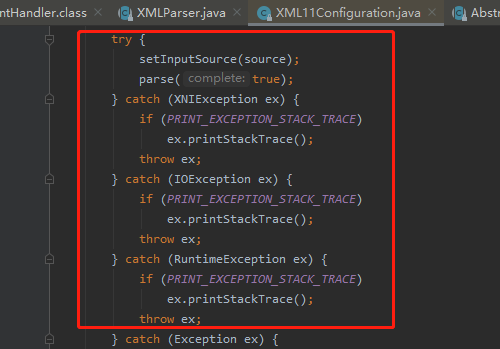 ntHandler.class × XMLParser.java × XML11Configuration.java × Abstr
try {
setInputSource(source);
parse( complete: true);
} catch (XNIException ex) {
if (PRINT_EXCEPTION_STACK_TRACE)
ex.printStackTrace();
throw ex;
} catch (IOException ex) {
if (PRINT_EXCEPTION_STACK_TRACE)
ex.printStackTrace();
throw ex;
} catch (RuntimeException ex) {
if (PRINT_EXCEPTION_STACK_TRACE)
ex.printStackTrace();
throw ex;
} catch (Exception ex) {